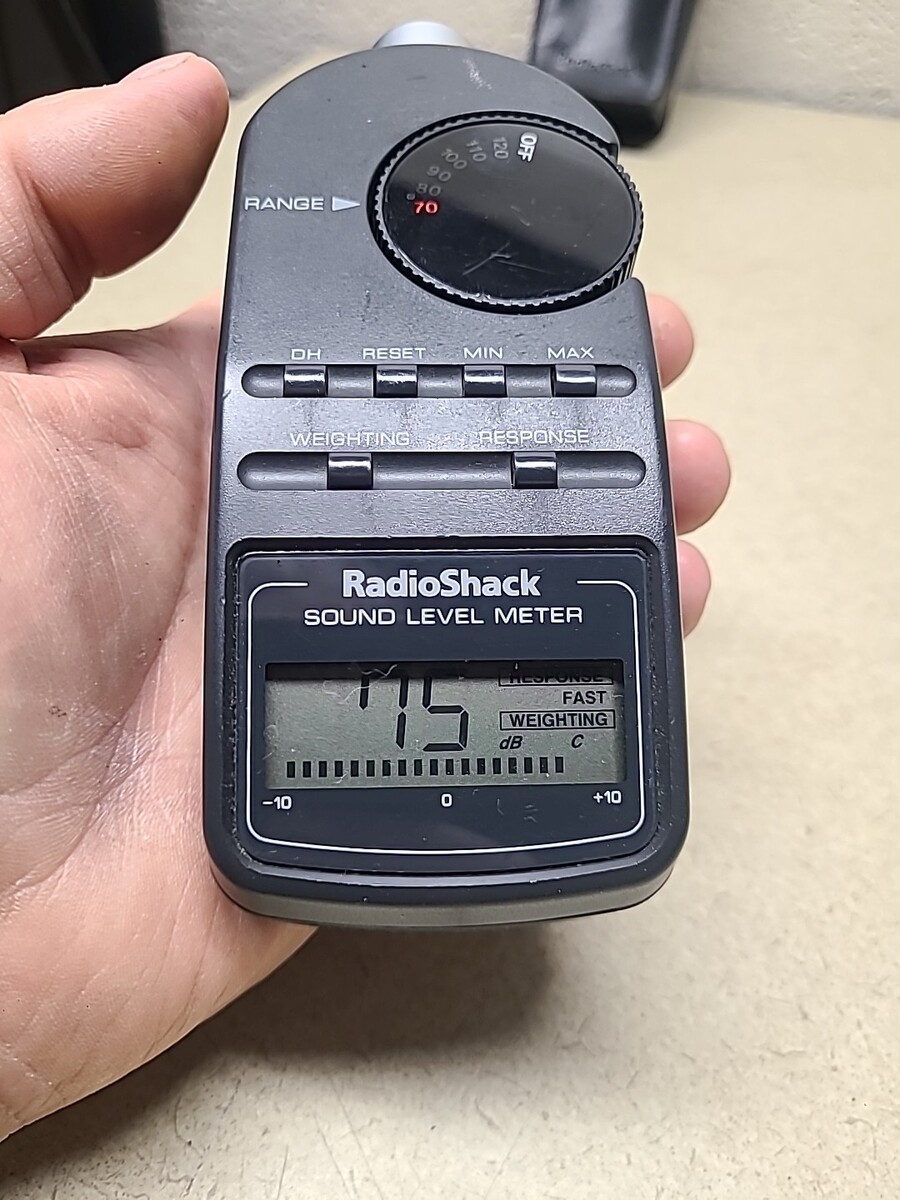 OFF
120
110
100
90
80
70
RANGE
DH RESET MIN MAX
WEIGHTING RESPONSE
RadioShack
SOUND LEVEL METER
75
RESPONSE
FAST
WEIGHTING
dB C
-10 0 +10